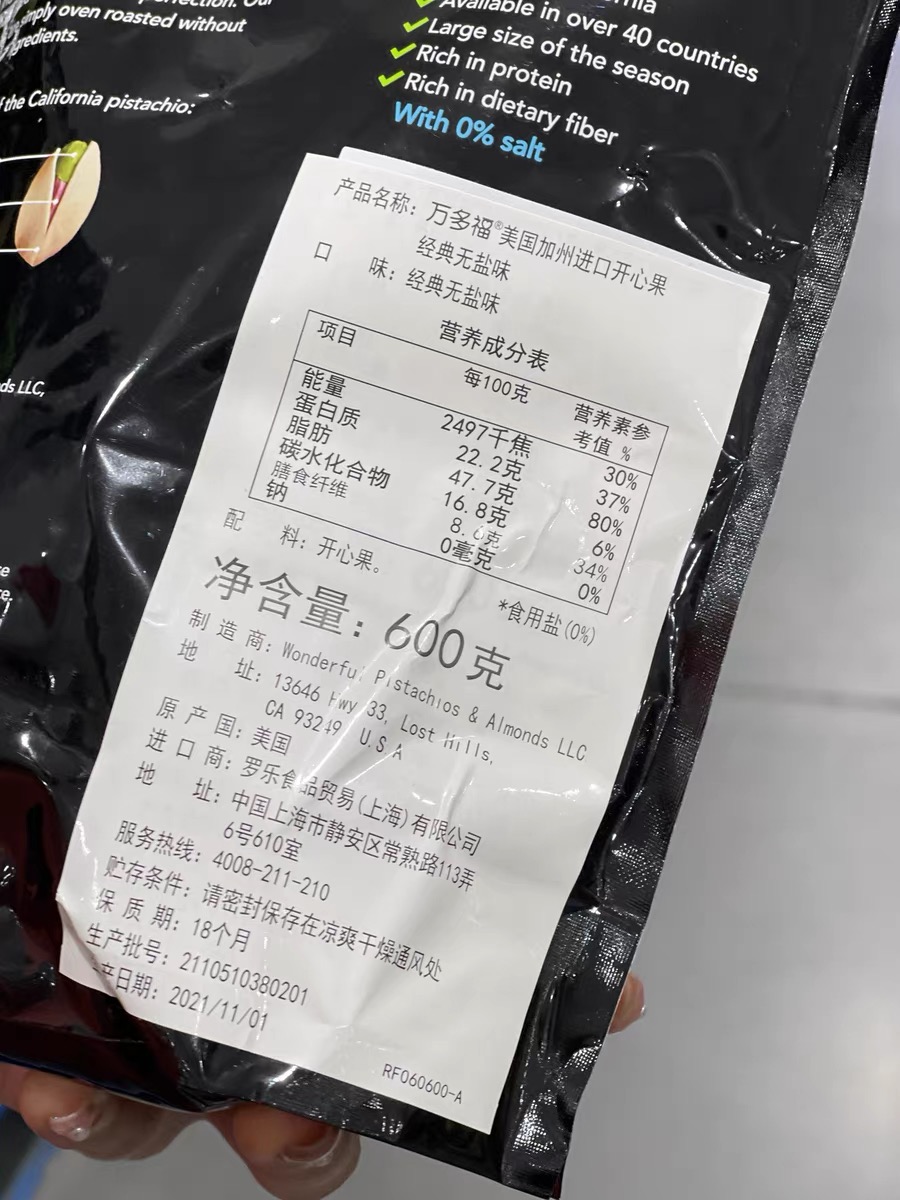 simply oven roasted without
ingredients.
the California pistachio:
Available in over 40 countries
Large size of the season
Rich in protein
Rich in dietary fiber
With 0% salt
LLC,
产品名称：万多福®美国加州进口开心果
经典无盐味
口 味：经典无盐味
营养成分表
项目 每100克 营养素参考值 %
能量 2497千焦 30%
蛋白质 22.2克 37%
脂肪 47.7克 80%
碳水化合物 16.8克 6%
膳食纤维 8. 克 34%
钠 0毫克 0%
*食用盐(0%)
配 料：开心果。
净含量：600克
制 造 商：Wonderful Pistachios & Almonds LLC
地 址：13646 Hwy 33, Lost Hills,
CA 93249 U.S.A
原 产 国：美国
进 口 商：罗乐食品贸易(上海)有限公司
地 址：中国上海市静安区常熟路113弄
6号610室
服务热线：4008-211-210
贮存条件：请密封保存在凉爽干燥通风处
保 质 期：18个月
生产批号：2110510380201
产日期：2021/11/01
RF060600-A